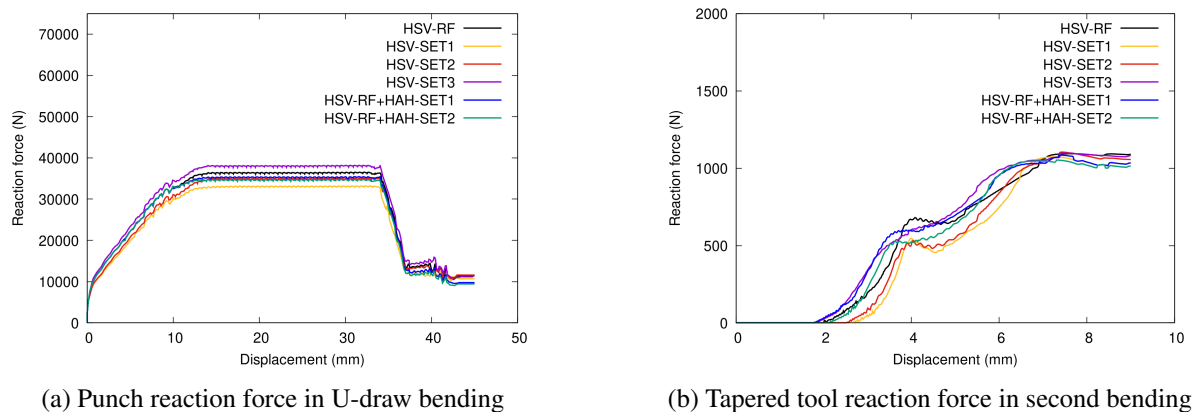 HSV-RF
HSV-SET1
HSV-SET2
HSV-SET3
HSV-RF+HAH-SET1
HSV-RF+HAH-SET2
70000
60000
50000
40000
30000
20000
10000
0
Reaction force (N)
0 10 20 30 40 50
Displacement (mm)
(a) Punch reaction force in U-draw bending
HSV-RF
HSV-SET1
HSV-SET2
HSV-SET3
HSV-RF+HAH-SET1
HSV-RF+HAH-SET2
2000
1500
1000
500
0
Reaction force (N)
0 2 4 6 8 10
Displacement (mm)
(b) Tapered tool reaction force in second bending